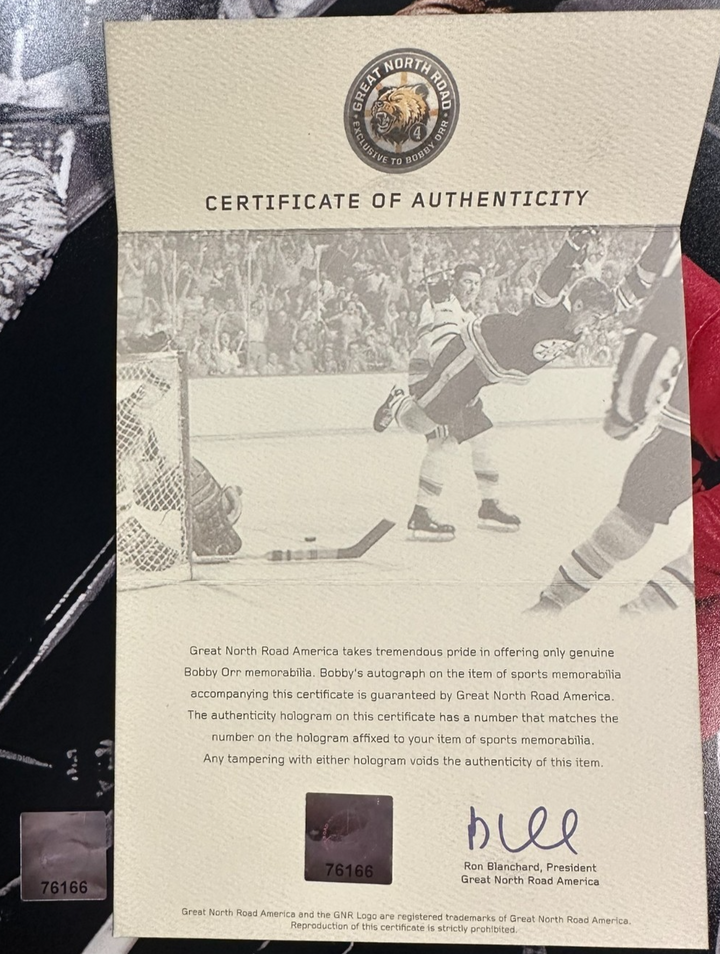 GREAT NORTH ROAD
4
EXCLUSIVE TO BOBBY ORR
CERTIFICATE OF AUTHENTICITY
Great North Road America takes tremendous pride in offering only genuine
Bobby Orr memorabilia. Bobby's autograph on the item of sports memorabilia
accompanying this certificate is guaranteed by Great North Road America.
The authenticity hologram on this certificate has a number that matches the
number on the hologram affixed to your item of sports memorabilia.
Any tampering with either hologram voids the authenticity of this item.
76166
76166
Ron Blanchard, President
Great North Road America
Great North Road America and the GNR Logo are registered trademarks of Great North Road America.
Reproduction of this certificate is strictly prohibited.